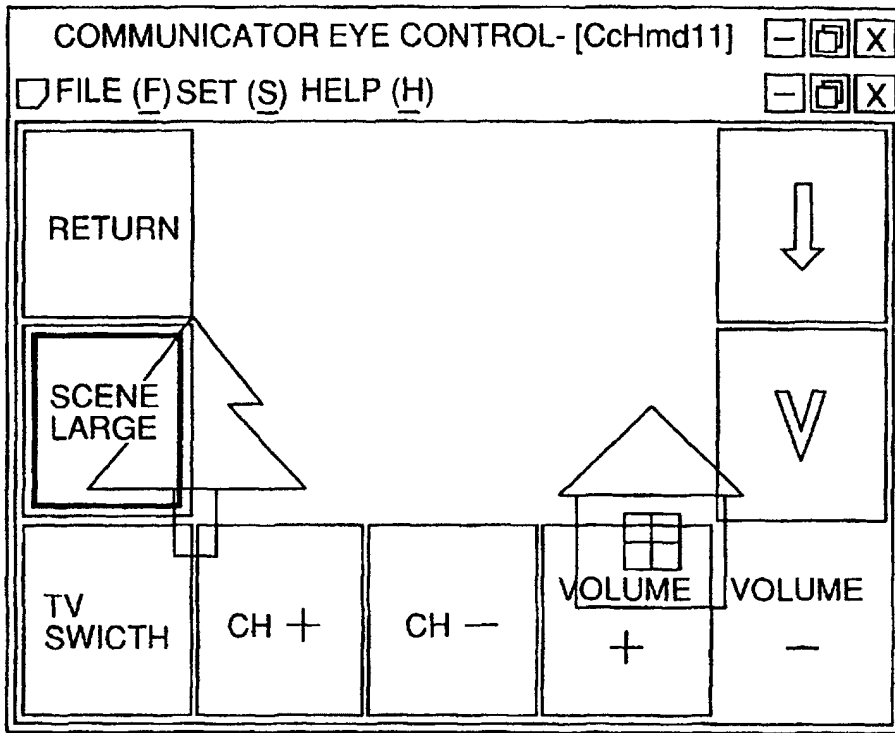 COMMUNICATOR EYE CONTROL- [CcHmd11]
FILE (F) SET (S) HELP (H)
RETURN
SCENE
LARGE
TV
SWICTH
CH +
CH −
VOLUME
+
VOLUME
−